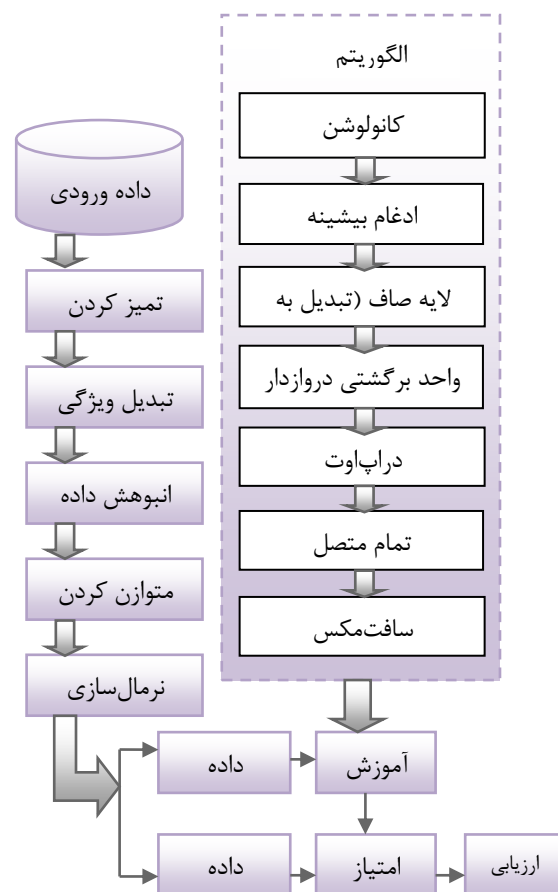 الگوریتم
کانولوشن
ادغام بیشینه
لایه صاف (تبدیل به
واحد برگشتی دروازدار
دراپ‌اوت
تمام متصل
سافت‌مکس
داده ورودی
تمیز کردن
تبدیل ویژگی
انبوهش داده
متوازن کردن
نرمال‌سازی
داده
آموزش
داده
امتیاز
ارزیابی